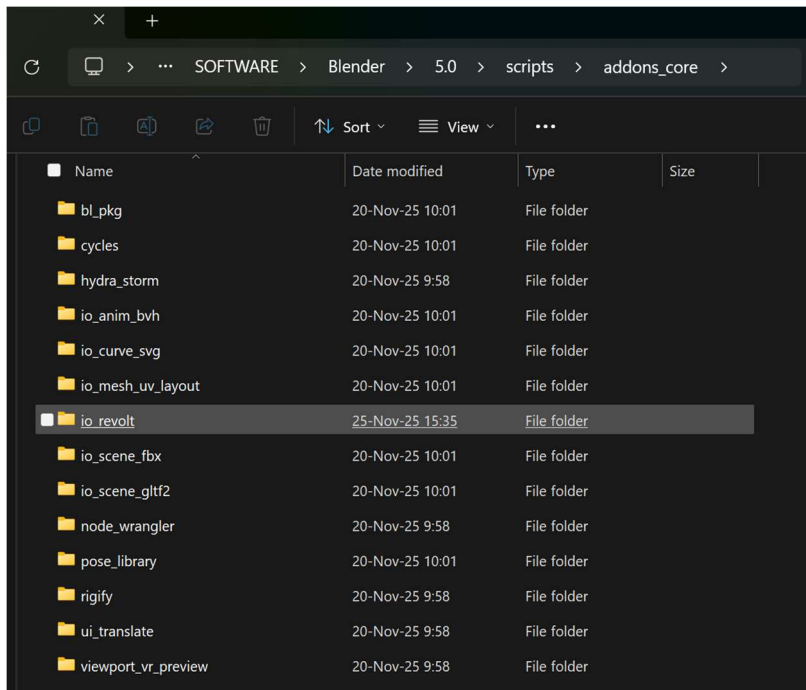 SOFTWARE > Blender > 5.0 > scripts > addons_core >
Sort View
Name Date modified Type Size
bl_pkg 20-Nov-25 10:01 File folder
cycles 20-Nov-25 10:01 File folder
hydra_storm 20-Nov-25 9:58 File folder
io_anim_bvh 20-Nov-25 10:01 File folder
io_curve_svg 20-Nov-25 10:01 File folder
io_mesh_uv_layout 20-Nov-25 10:01 File folder
io_revolt 25-Nov-25 15:35 File folder
io_scene_fbx 20-Nov-25 10:01 File folder
io_scene_gltf2 20-Nov-25 10:01 File folder
node_wrangler 20-Nov-25 9:58 File folder
pose_library 20-Nov-25 10:01 File folder
rigify 20-Nov-25 9:58 File folder
ui_translate 20-Nov-25 9:58 File folder
viewport_vr_preview 20-Nov-25 9:58 File folder